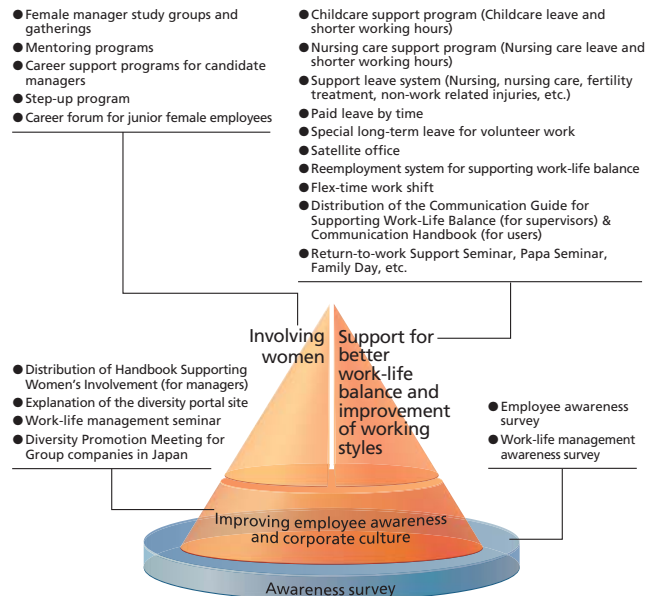 ● Female manager study groups and
gatherings
● Mentoring programs
● Career support programs for candidate
managers
● Step-up program
● Career forum for junior female employees
● Childcare support program (Childcare leave and
shorter working hours)
● Nursing care support program (Nursing care leave and
shorter working hours)
● Support leave system (Nursing, nursing care, fertility
treatment, non-work related injuries, etc.)
● Paid leave by time
● Special long-term leave for volunteer work
● Satellite office
● Reemployment system for supporting work-life balance
● Flex-time work shift
● Distribution of the Communication Guide for
Supporting Work-Life Balance (for supervisors) &
Communication Handbook (for users)
● Return-to-work Support Seminar, Papa Seminar,
Family Day, etc.
Involving
women
Support for
better
work-life
balance and
improvement
of working
styles
● Distribution of Handbook Supporting
Women's Involvement (for managers)
● Explanation of the diversity portal site
● Work-life management seminar
● Diversity Promotion Meeting for
Group companies in Japan
● Employee awareness
survey
● Work-life management
awareness survey
Improving employee awareness
and corporate culture
Awareness survey